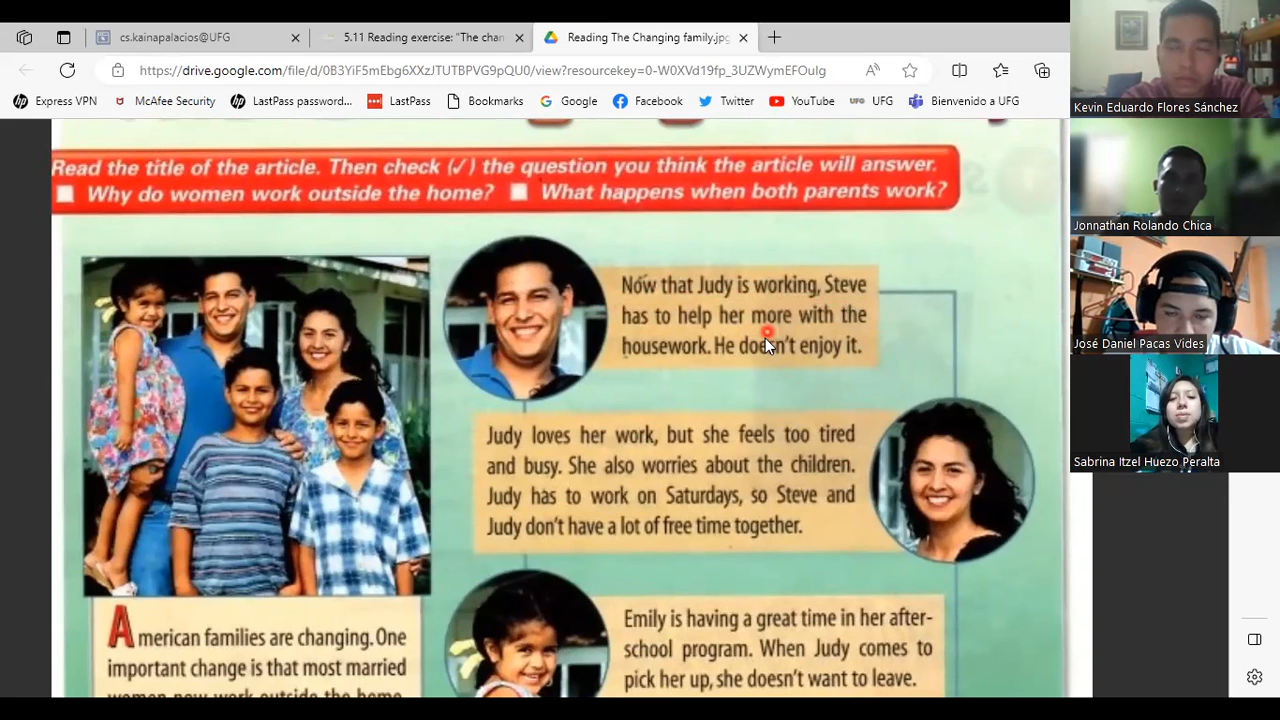 cs.kainapalacios@UFG
5.11 Reading exercise: "The chan
Reading The Changing family.jpg
https://drive.google.com/file/d/0B3YiF5mEbg6XXzJTUTBPVG9pQU0/view?resourcekey=0-W0XVd19fp_3UZWymEFOuIg
Express VPN
McAfee Security
LastPass password...
LastPass
Bookmarks
Google
Facebook
Twitter
YouTube
UFG
Bienvenido a UFG
Read the title of the article. Then check (✓) the question you think the article will answer.
Why do women work outside the home? What happens when both parents work?
Now that Judy is working, Steve
has to help her more with the
housework. He doesn't enjoy it.
Judy loves her work, but she feels too tired
and busy. She also worries about the children.
Judy has to work on Saturdays, so Steve and
Judy don't have a lot of free time together.
Emily is having a great time in her after-
school program. When Judy comes to
pick her up, she doesn't want to leave.
American families are changing. One
important change is that most married
women now work outside the home.
Kevin Eduardo Flores Sánchez
Jonnathan Rolando Chica
José Daniel Pacas Vides
Sabrina Itzel Huezo Peralta